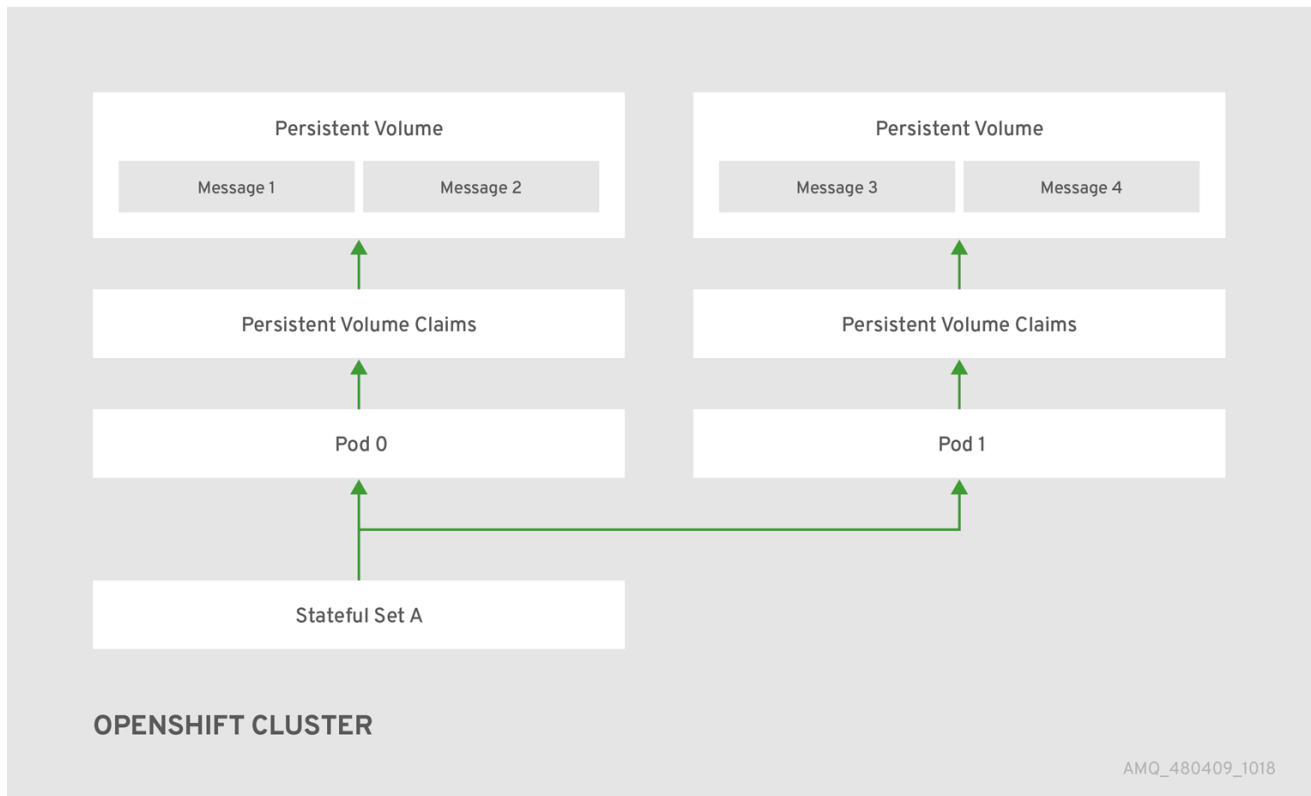 Persistent Volume
Message 1
Message 2
Persistent Volume
Message 3
Message 4
Persistent Volume Claims
Persistent Volume Claims
Pod 0
Pod 1
Stateful Set A
OPENSHIFT CLUSTER
AMQ_480409_1018